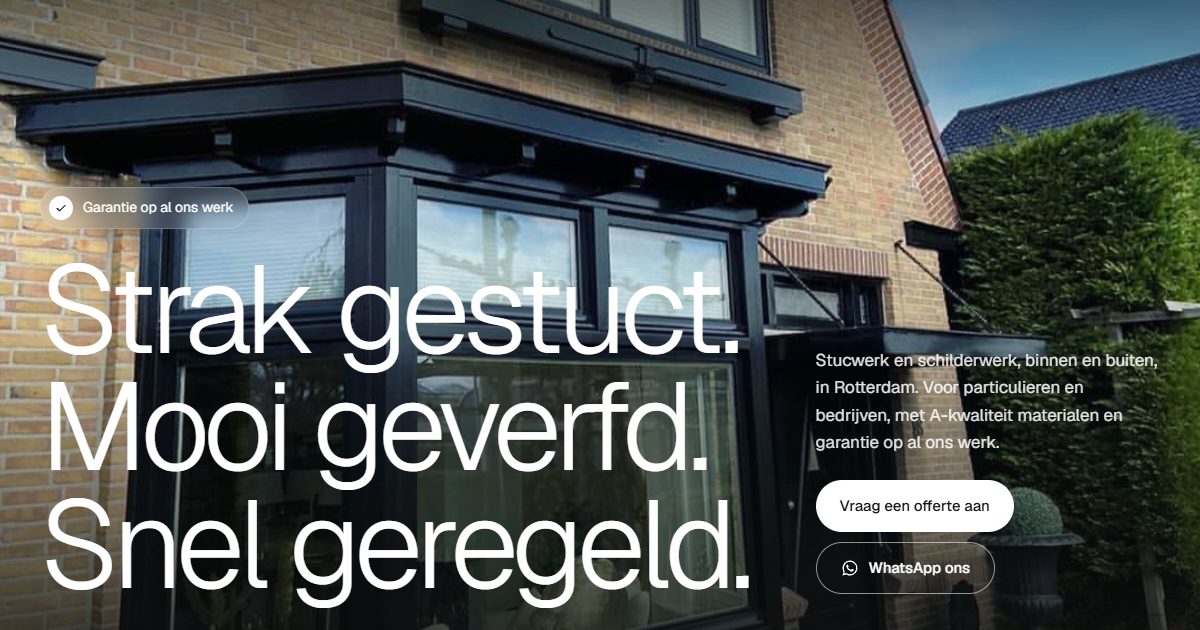 Garantie op al ons werk
Strak gestuct.
Mooi geverfd.
Snel geregeld.
Stucwerk en schilderwerk, binnen en buiten,
in Rotterdam. Voor particulieren en
bedrijven, met A-kwaliteit materialen en
garantie op al ons werk.
Vraag een offerte aan
WhatsApp ons